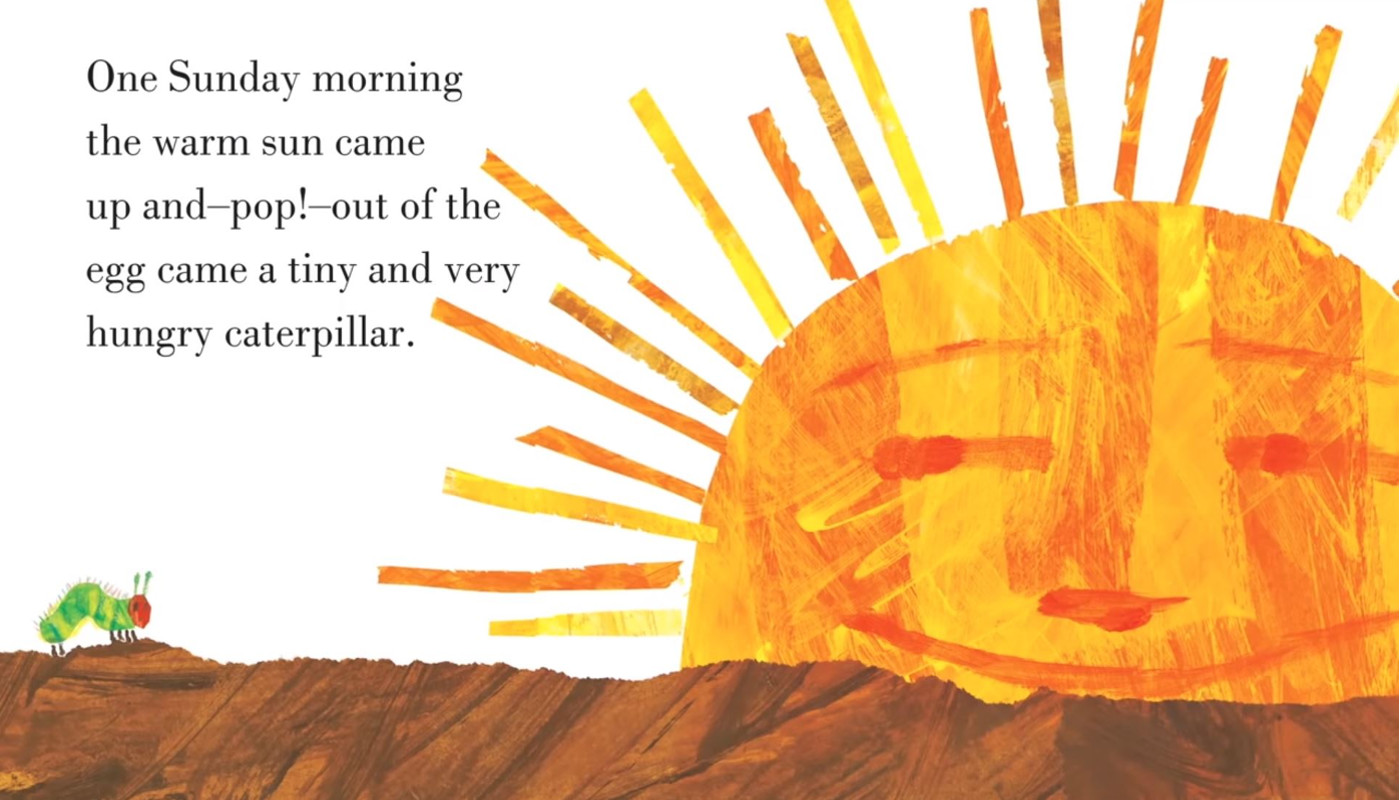 One Sunday morning
the warm sun came
up and–pop!–out of the
egg came a tiny and very
hungry caterpillar.